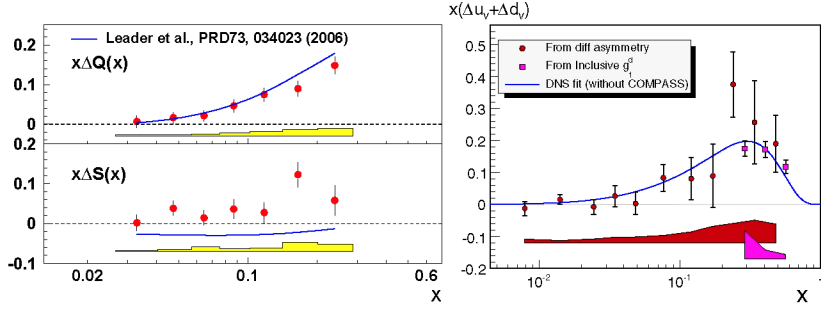 Leader et al., PRD73, 034023 (2006)
xΔQ(x)
0.2
0.1
0
xΔS(x)
0.2
0.1
0
-0.1
0.02
0.1
0.6
X
x(Δu_v+Δd_v)
0.5
0.4
0.3
0.2
0.1
0
-0.1
-0.2
From diff asymmetry
From Inclusive g_1^d
DNS fit (without COMPASS)
10^-2
10^-1
1
X